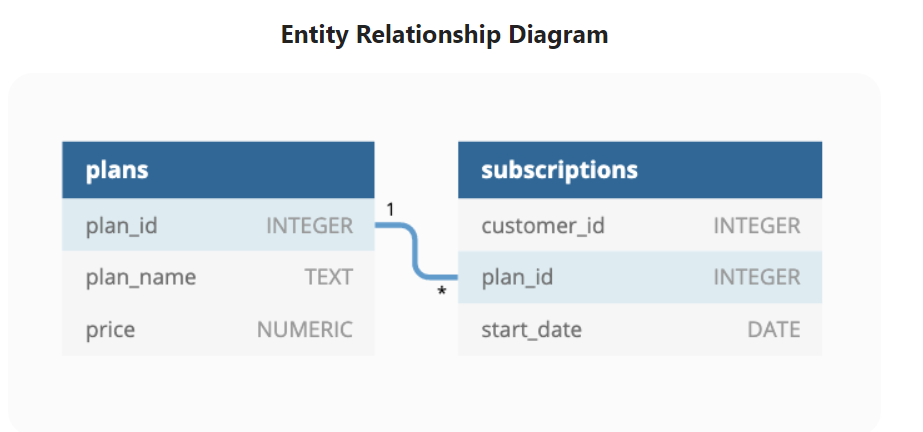 Entity Relationship Diagram
plans
plan_id INTEGER
plan_name TEXT
price NUMERIC
1
*
subscriptions
customer_id INTEGER
plan_id INTEGER
start_date DATE